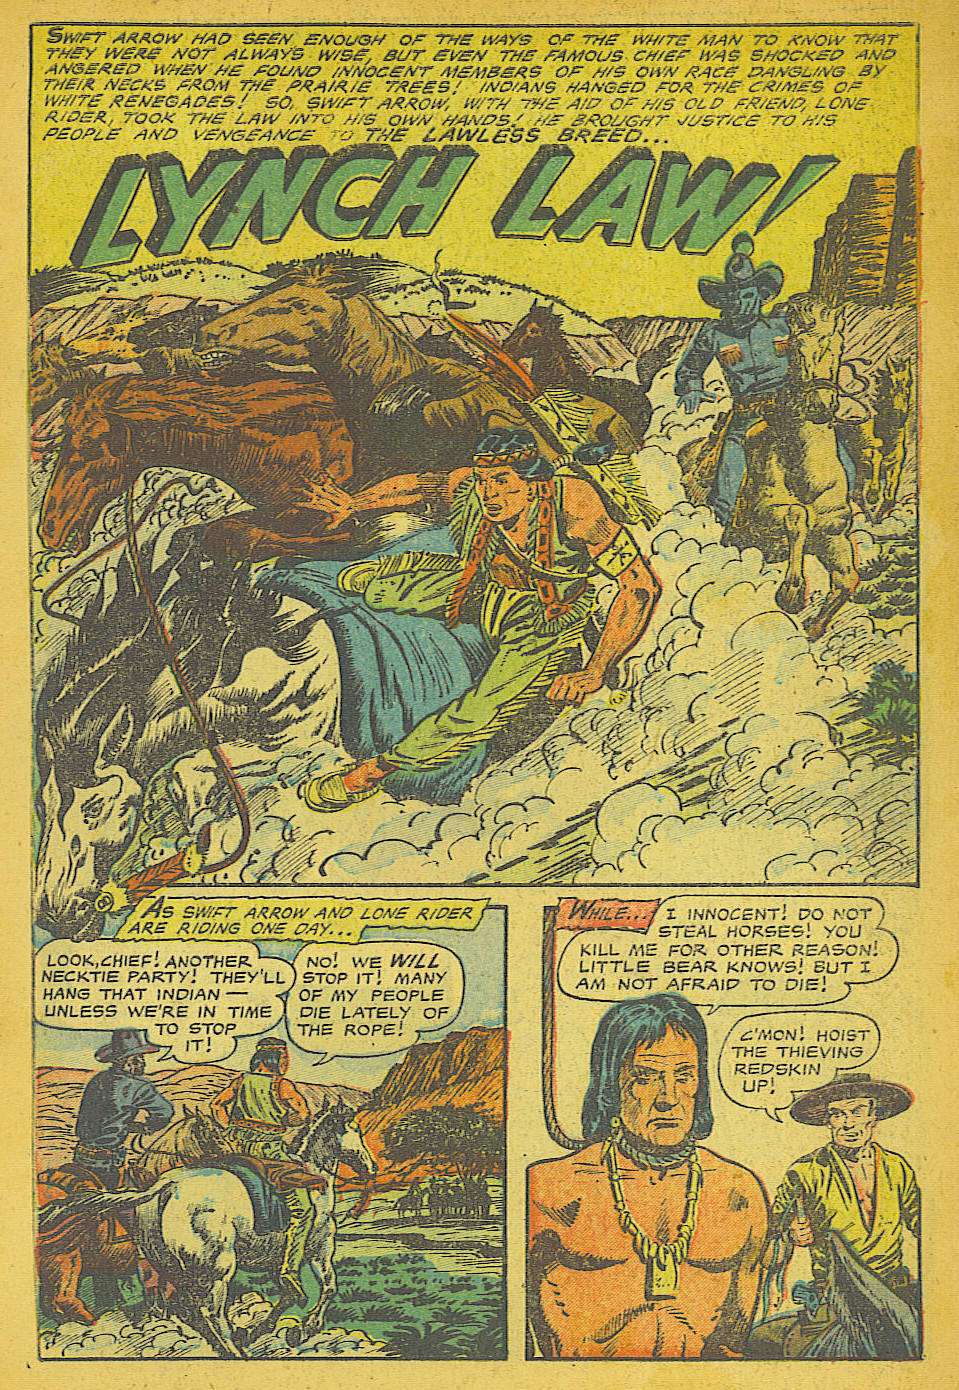 SWIFT ARROW HAD SEEN ENOUGH OF THE WAYS OF THE WHITE MAN TO KNOW THAT
THEY WERE NOT ALWAYS WISE, BUT EVEN THE FAMOUS CHIEF WAS SHOCKED AND
ANGERED WHEN HE FOUND INNOCENT MEMBERS OF HIS OWN RACE DANGLING BY
THEIR NECKS FROM THE PRAIRIE TREES! INDIANS HANGED FOR THE CRIMES OF
WHITE RENEGADES! SO, SWIFT ARROW, WITH THE AID OF HIS OLD FRIEND, LONE
RIDER, TOOK THE LAW INTO HIS OWN HANDS! HE BROUGHT JUSTICE TO HIS
PEOPLE AND VENGEANCE TO THE LAWLESS BREED...
LYNCH LAW!
AS SWIFT ARROW AND LONE RIDER
ARE RIDING ONE DAY...
LOOK, CHIEF! ANOTHER
NECKTIE PARTY! THEY'LL
HANG THAT INDIAN —
UNLESS WE'RE IN TIME
TO STOP
IT!
NO! WE WILL
STOP IT! MANY
OF MY PEOPLE
DIE LATELY OF
THE ROPE!
WHILE...
I INNOCENT! DO NOT
STEAL HORSES! YOU
KILL ME FOR OTHER REASON!
LITTLE BEAR KNOWS! BUT I
AM NOT AFRAID TO DIE!
C'MON! HOIST
THE THIEVING
REDSKIN
UP!